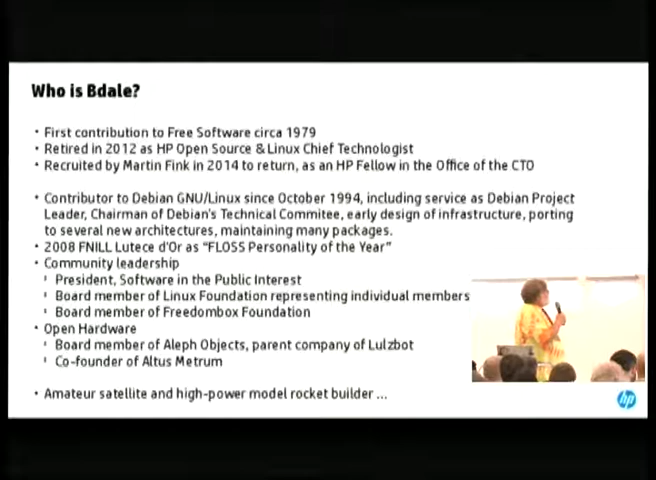 Who is Bdale?
• First contribution to Free Software circa 1979
• Retired in 2012 as HP Open Source & Linux Chief Technologist
• Recruited by Martin Fink in 2014 to return, as an HP Fellow in the Office of the CTO
• Contributor to Debian GNU/Linux since October 1994, including service as Debian Project
Leader, Chairman of Debian's Technical Commitee, early design of infrastructure, porting
to several new architectures, maintaining many packages.
• 2008 FNILL Lutece d'Or as "FLOSS Personality of the Year"
• Community leadership
President, Software in the Public Interest
Board member of Linux Foundation representing individual members
Board member of Freedombox Foundation
• Open Hardware
Board member of Aleph Objects, parent company of Lulzbot
Co-founder of Altus Metrum
• Amateur satellite and high-power model rocket builder ...
hp